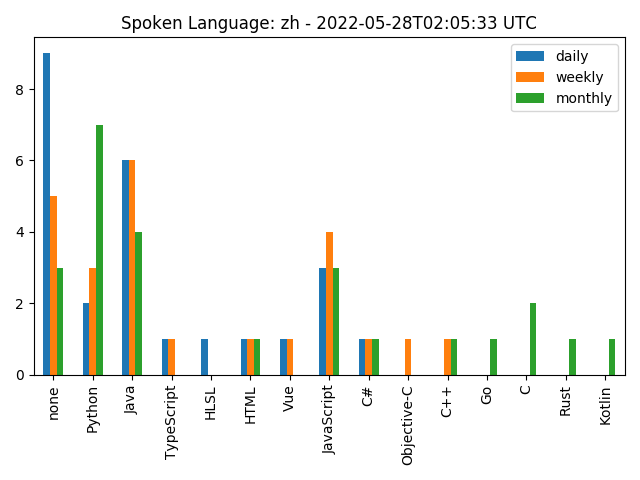 Spoken Language: zh - 2022-05-28T02:05:33 UTC
daily
weekly
monthly
8
6
4
2
0
none
Python
Java
TypeScript
HLSL
HTML
Vue
JavaScript
C#
Objective-C
C++
Go
C
Rust
Kotlin